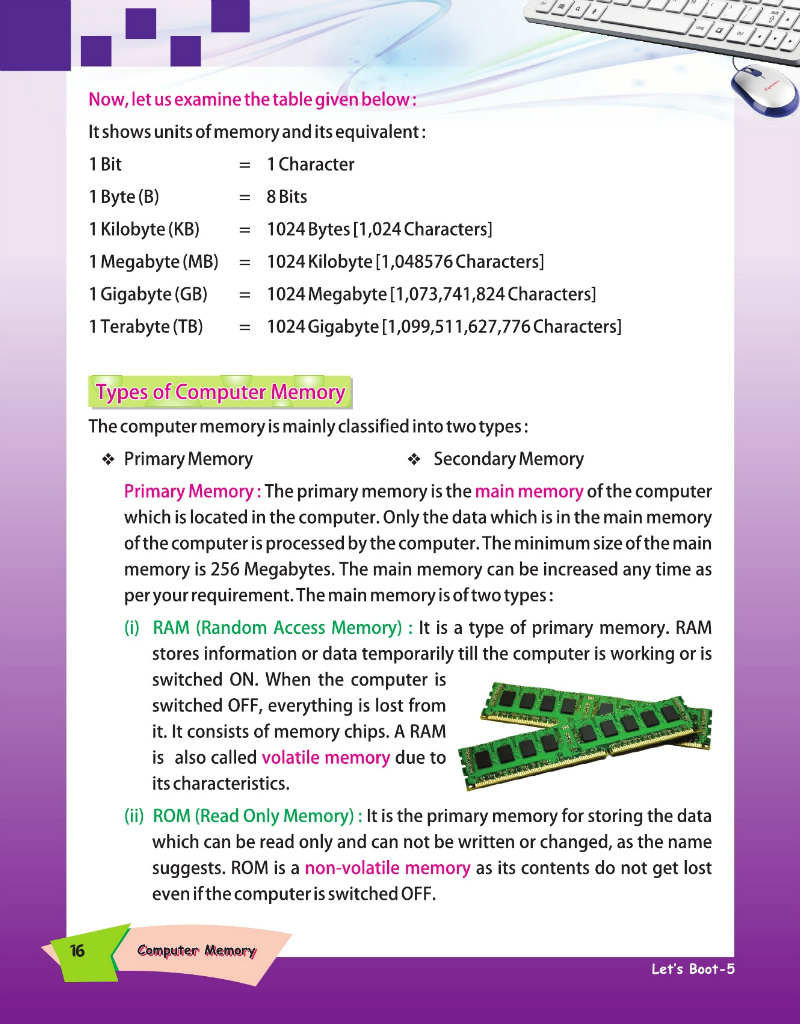 Now, let us examine the table given below :
It shows units of memory and its equivalent :
1 Bit = 1 Character
1 Byte (B) = 8 Bits
1 Kilobyte (KB) = 1024 Bytes [1,024 Characters]
1 Megabyte (MB) = 1024 Kilobyte [1,048576 Characters]
1 Gigabyte (GB) = 1024 Megabyte [1,073,741,824 Characters]
1 Terabyte (TB) = 1024 Gigabyte [1,099,511,627,776 Characters]
Types of Computer Memory
The computer memory is mainly classified into two types :
❖ Primary Memory ❖ Secondary Memory
Primary Memory : The primary memory is the main memory of the computer
which is located in the computer. Only the data which is in the main memory
of the computer is processed by the computer. The minimum size of the main
memory is 256 Megabytes. The main memory can be increased any time as
per your requirement. The main memory is of two types :
(i) RAM (Random Access Memory) : It is a type of primary memory. RAM
stores information or data temporarily till the computer is working or is
switched ON. When the computer is
switched OFF, everything is lost from
it. It consists of memory chips. A RAM
is also called volatile memory due to
its characteristics.
(ii) ROM (Read Only Memory) : It is the primary memory for storing the data
which can be read only and can not be written or changed, as the name
suggests. ROM is a non-volatile memory as its contents do not get lost
even if the computer is switched OFF.
16 Computer Memory
Let's Boot-5